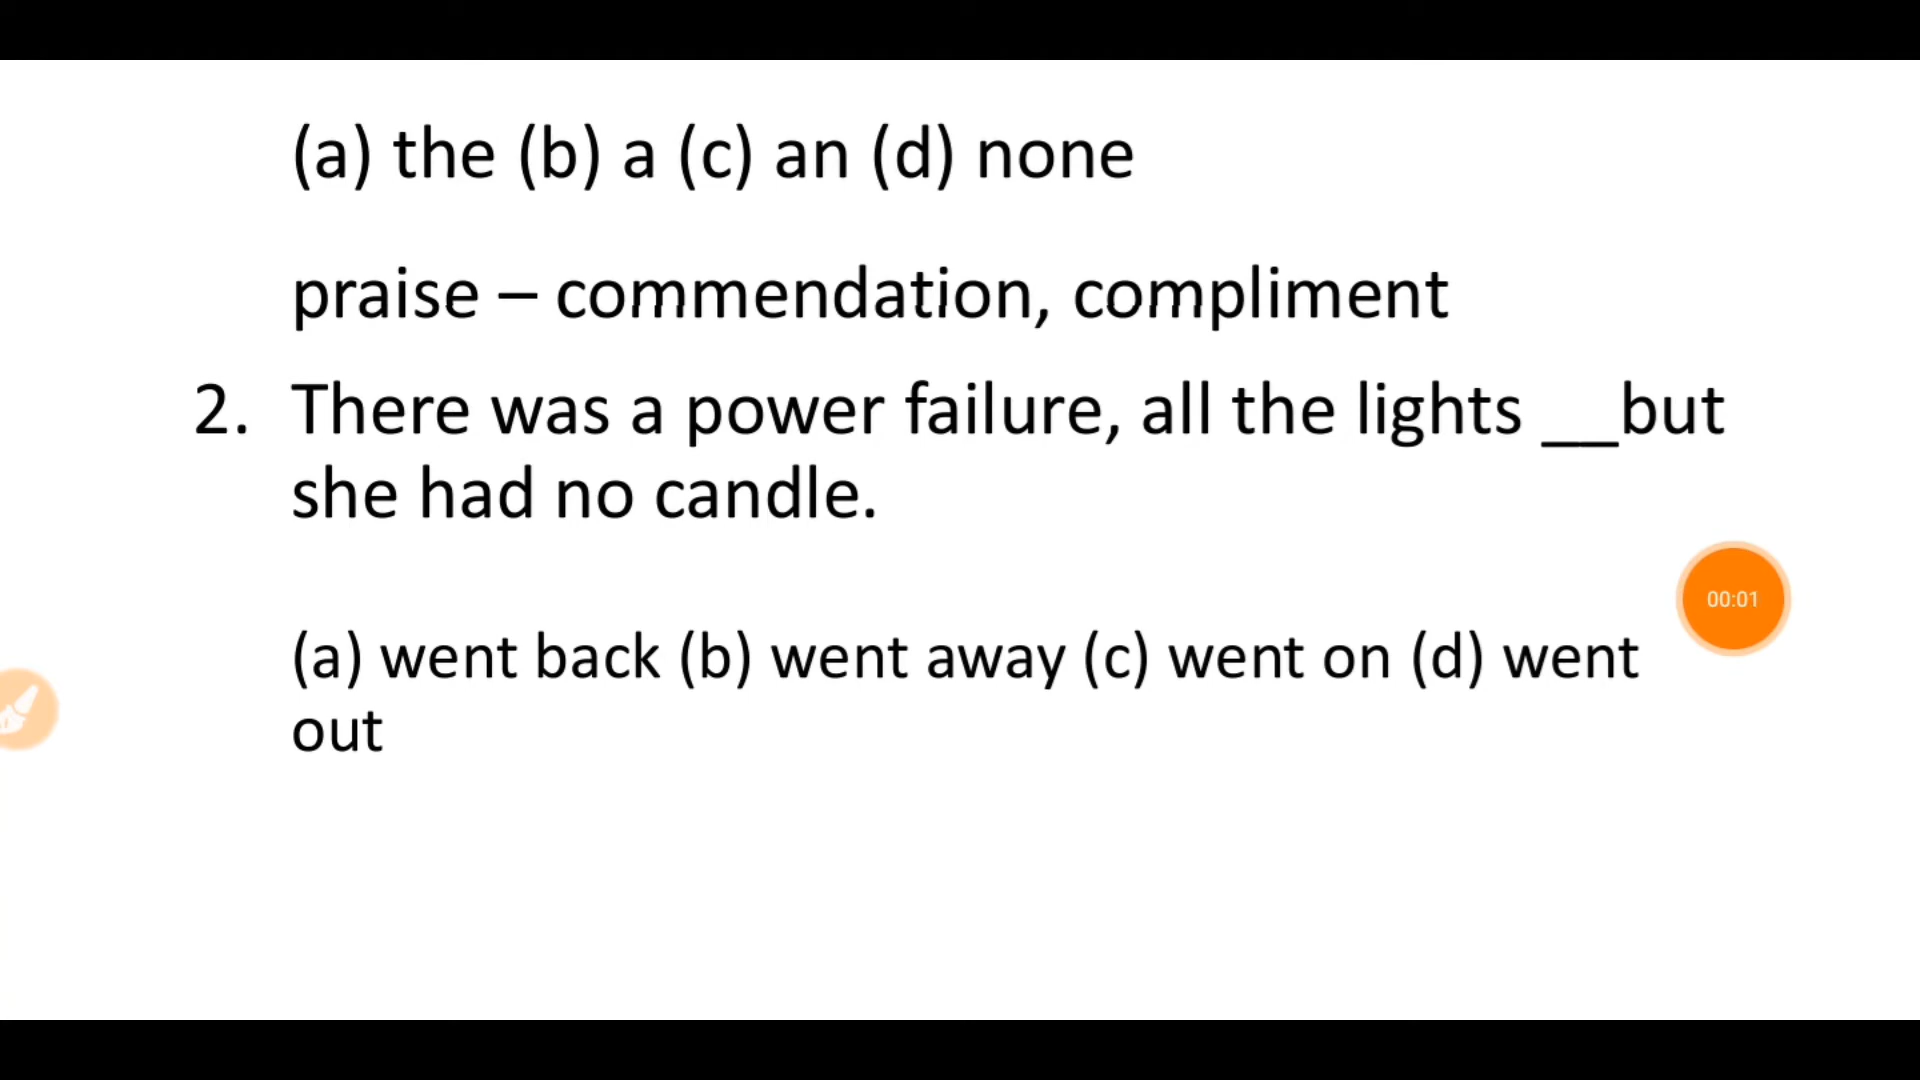 (a) the (b) a (c) an (d) none
praise – commendation, compliment
2. There was a power failure, all the lights __but
she had no candle.
00:01
(a) went back (b) went away (c) went on (d) went
out